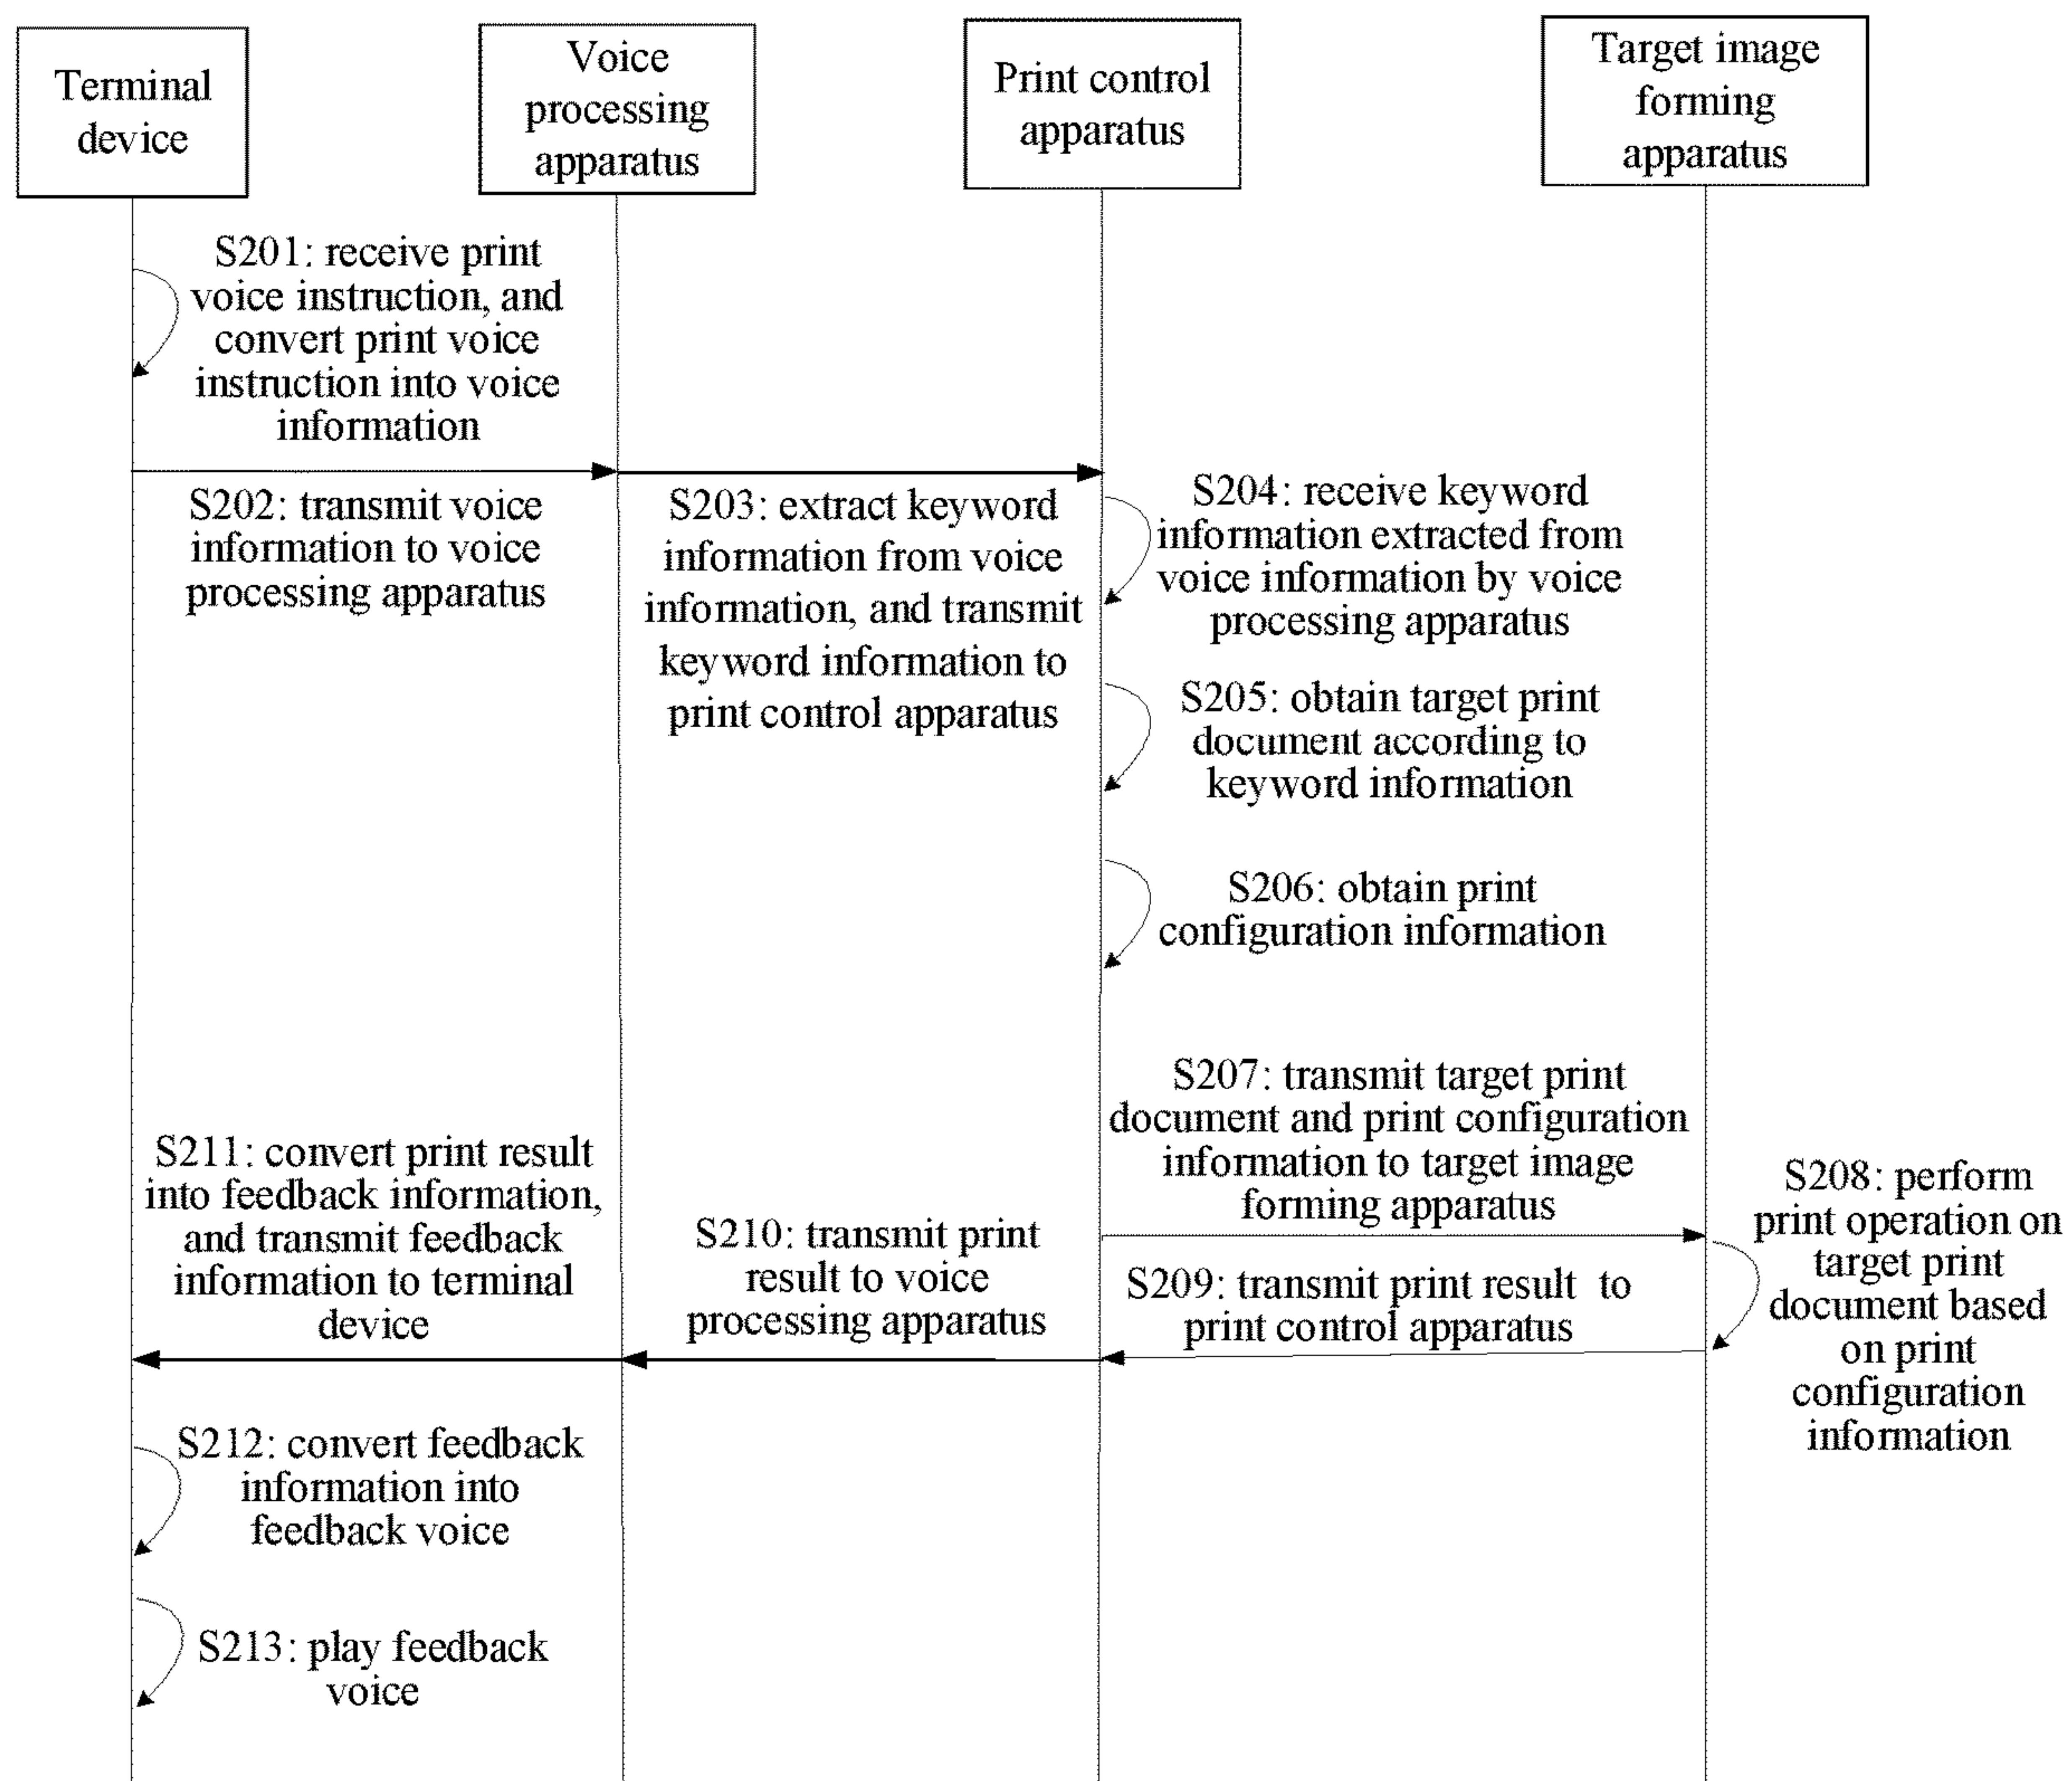 Terminal
device
Voice
processing
apparatus
Print control
apparatus
Target image
forming
apparatus
S201: receive print
voice instruction, and
convert print voice
instruction into voice
information
S202: transmit voice
information to voice
processing apparatus
S203: extract keyword
information from voice
information, and transmit
keyword information to
print control apparatus
S204: receive keyword
information extracted from
voice information by voice
processing apparatus
S205: obtain target print
document according to
keyword information
S206: obtain print
configuration information
S207: transmit target print
document and print configuration
information to target image
forming apparatus
S208: perform
print operation on
target print
document based
on print
configuration
information
S209: transmit print result to
print control apparatus
S210: transmit print
result to voice
processing apparatus
S211: convert print result
into feedback information,
and transmit feedback
information to terminal
device
S212: convert feedback
information into
feedback voice
S213: play feedback
voice